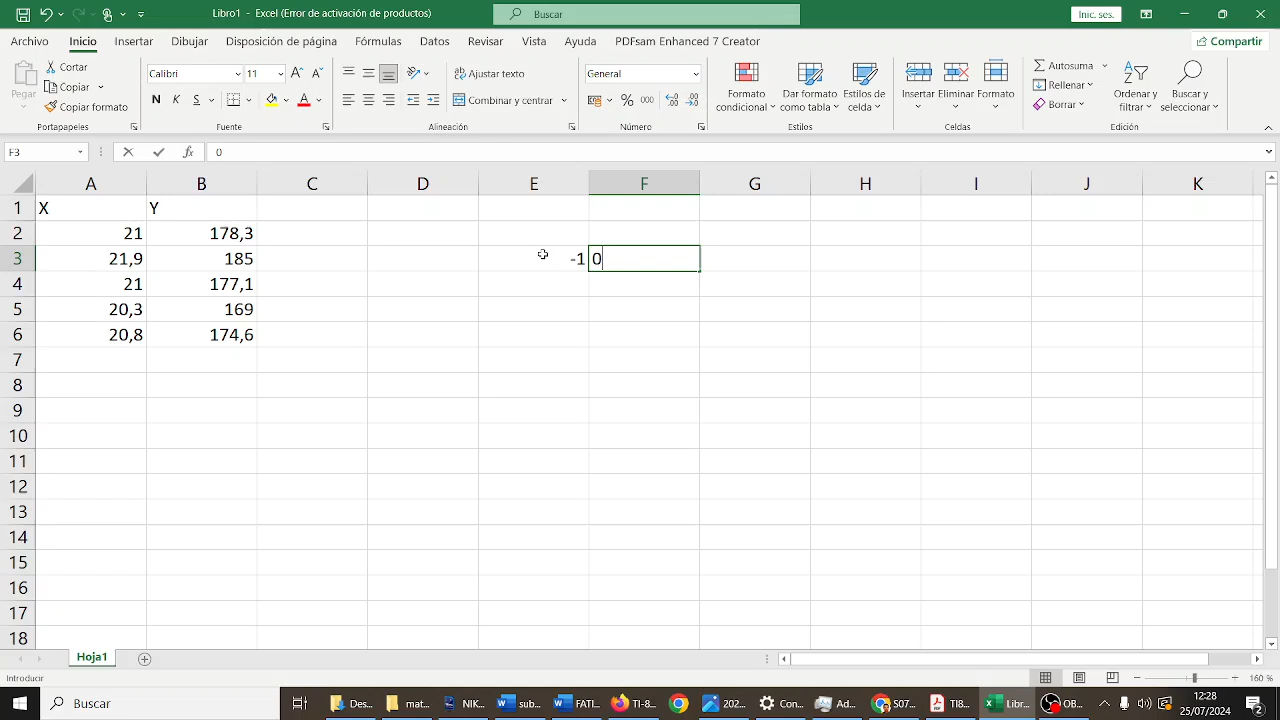 Libro1 - Excel (Error de activación de productos)
Buscar
Inic. ses.
Archivo Inicio Insertar Dibujar Disposición de página Fórmulas Datos Revisar Vista Ayuda PDFsam Enhanced 7 Creator
Compartir
Pegar
Cortar
Copiar
Copiar formato
Portapapeles
Calibri 11
N K S
Fuente
Ajustar texto
Combinar y centrar
Alineación
General
% 000
Número
Formato condicional
Dar formato como tabla
Estilos de celda
Estilos
Insertar Eliminar Formato
Celdas
Autosuma
Rellenar
Borrar
Ordenar y filtrar
Buscar y seleccionar
Edición
F3 fx 0
A B C D E F G H I J K
1 X Y
2 21 178,3
3 21,9 185 -1 0
4 21 177,1
5 20,3 169
6 20,8 174,6
7
8
9
10
11
12
13
14
15
16
17
18
Hoja1
Introducir
160 %
Buscar
NIK...
sub...
FATI...
TI-8...
202...
Con...
Ad...
S07...
TI8...
Libr...
OB...
12:28
25/07/2024
2